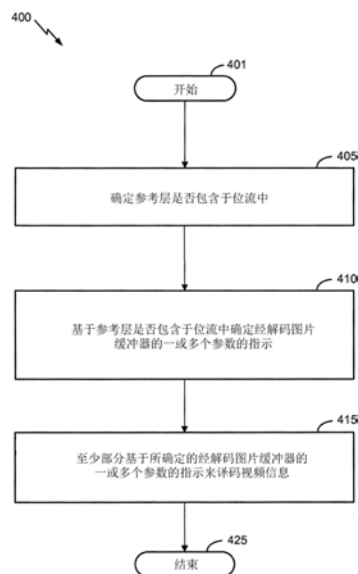 400
401
开始
405
确定参考层是否包含于位流中
410
基于参考层是否包含于位流中确定经解码图片
缓冲器的一或多个参数的指示
415
至少部分基于所确定的经解码图片缓冲器的
一或多个参数的指示来译码视频信息
425
结束